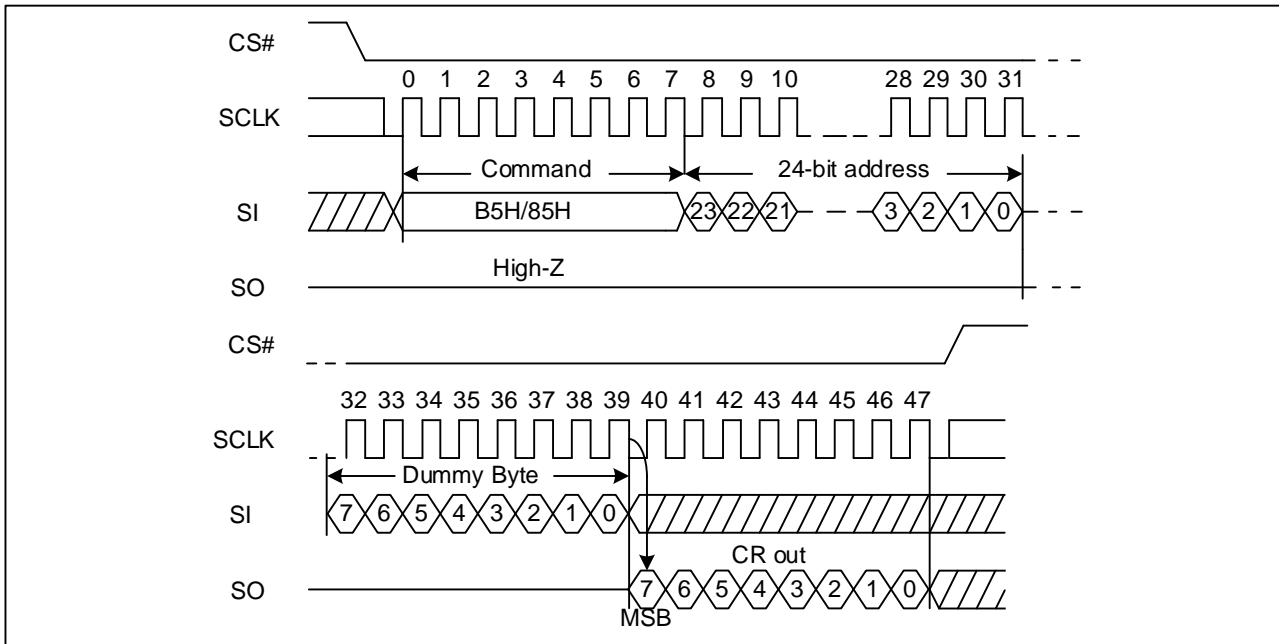 CS#
0 1 2 3 4 5 6 7 8 9 10 28 29 30 31
SCLK
Command 24-bit address
SI B5H/85H 23 22 21 3 2 1 0
High-Z
SO
CS#
32 33 34 35 36 37 38 39 40 41 42 43 44 45 46 47
SCLK
Dummy Byte
SI 7 6 5 4 3 2 1 0
CR out
SO 7 6 5 4 3 2 1 0
MSB